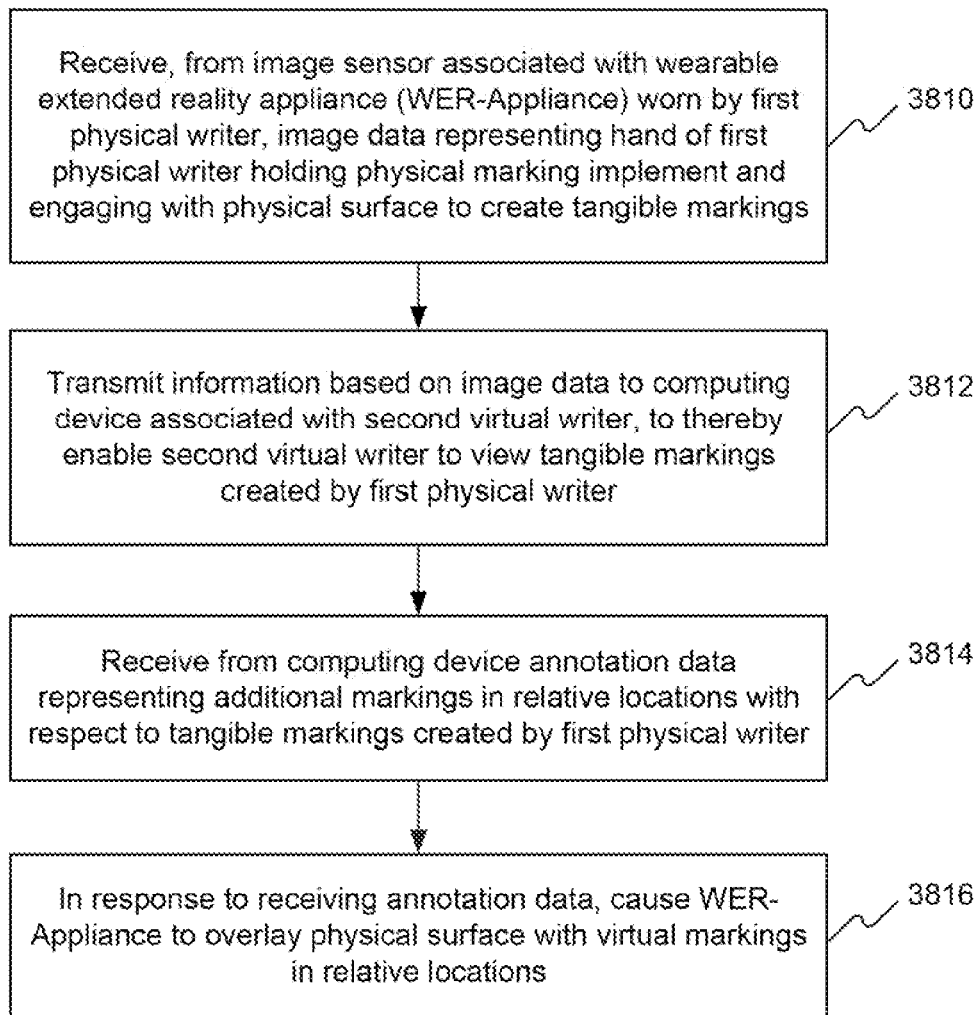 Receive, from image sensor associated with wearable
extended reality appliance (WER-Appliance) worn by first
physical writer, image data representing hand of first
physical writer holding physical marking implement and
engaging with physical surface to create tangible markings
3810
Transmit information based on image data to computing
device associated with second virtual writer, to thereby
enable second virtual writer to view tangible markings
created by first physical writer
3812
Receive from computing device annotation data
representing additional markings in relative locations with
respect to tangible markings created by first physical writer
3814
In response to receiving annotation data, cause WER-
Appliance to overlay physical surface with virtual markings
in relative locations
3816